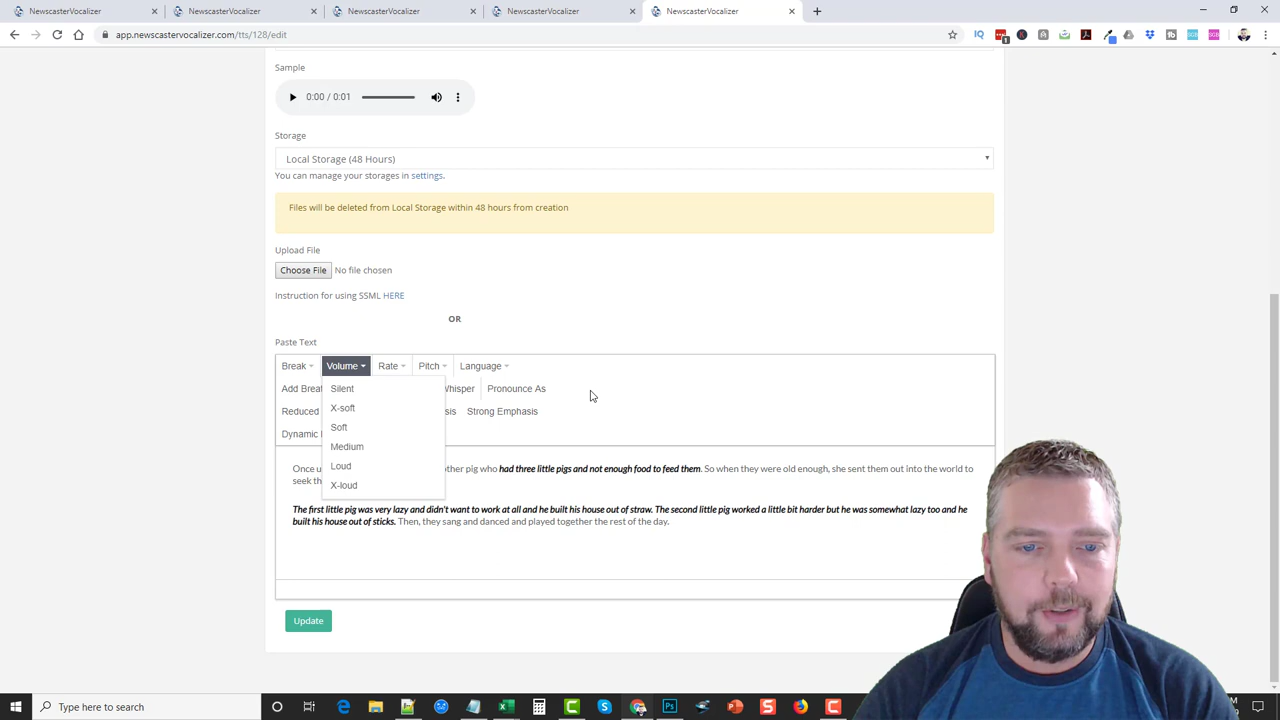 NewscasterVocalizer
NewscasterVocalizer
NewscasterVocalizer
NewscasterVocalizer
NewscasterVocalizer
app.newscastervocalizer.com/tts/128/edit
Sample
0:00 / 0:01
Storage
Local Storage (48 Hours)
You can manage your storages in settings.
Files will be deleted from Local Storage within 48 hours from creation
Upload File
Choose File No file chosen
Instruction for using SSML HERE
OR
Paste Text
Break Volume Rate Pitch Language
Add Silent Whisper Pronounce As
X-soft
Reduced Strong Emphasis
Soft
Dynamic
Medium
Loud
X-loud
Once pig who had three little pigs and not enough food to feed them. So when they were old enough, she sent them out into the world to
seek
The first little pig was very lazy and didn't want to work at all and he built his house out of straw. The second little pig worked a little bit harder but he was somewhat lazy too and he
built his house out of sticks. Then, they sang and danced and played together the rest of the day.
Update
Type here to search